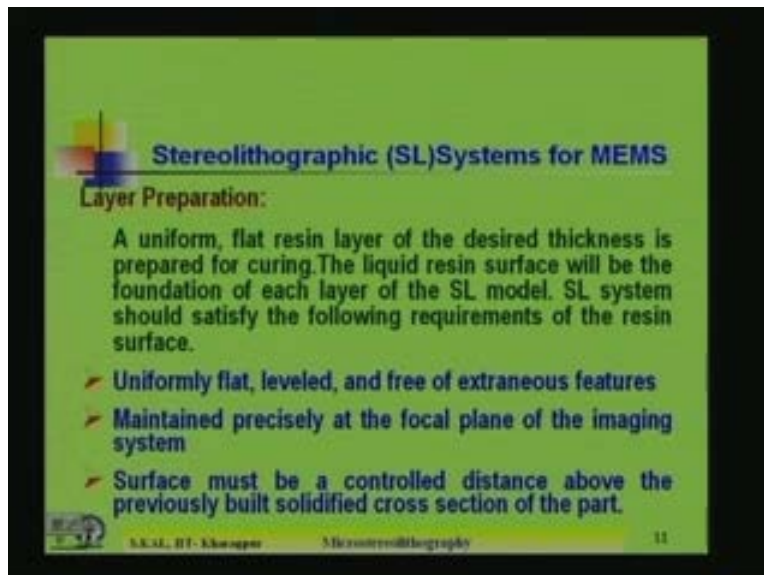 Stereolithographic (SL)Systems for MEMS
Layer Preparation:
A uniform, flat resin layer of the desired thickness is
prepared for curing.The liquid resin surface will be the
foundation of each layer of the SL model. SL system
should satisfy the following requirements of the resin
surface.
Uniformly flat, leveled, and free of extraneous features
Maintained precisely at the focal plane of the imaging
system
Surface must be a controlled distance above the
previously built solidified cross section of the part.
IIT- Kharagpur Microstereolithography 11